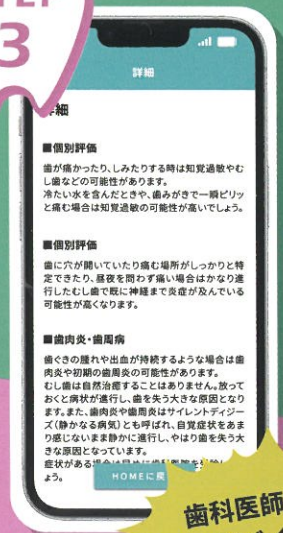 3
詳細
細
■個別評価
歯が痛かったり、しみたりする時は知覚過敏やむ
し歯などの可能性があります。
冷たい水を含んだときや、歯みがきで一瞬ピリッ
と痛む場合は知覚過敏の可能性が高いでしょう。
■個別評価
歯に穴が開いていたり痛む場所がしっかりと特
定できたり、昼夜を問わず痛い場合はかなり進
行したむし歯で既に神経まで炎症が及んでいる
可能性が高くなります。
■歯肉炎・歯周病
歯ぐきの腫れや出血が持続するような場合は歯
肉炎や初期の歯周炎の可能性があります。
むし歯は自然治癒することはありません。放って
おくと病状が進行し、歯を失う大きな原因となり
ます。また、歯肉炎や歯周炎はサイレントディジー
ズ(静かなる病気)とも呼ばれ、自覚症状をあま
り感じないまま静かに進行し、やはり歯を失う大
きな原因となっています。
症状がある
ょう。
HOMEに戻
歯科医師